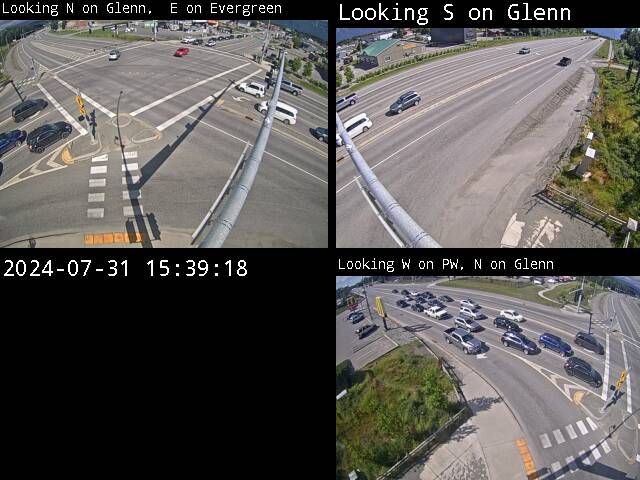 Looking N on Glenn, E on Evergreen
Looking S on Glenn
2024-07-31 15:39:18
Looking W on PW, N on Glenn